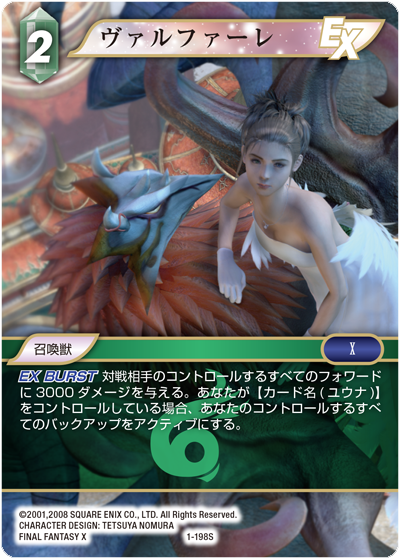 2
ヴァルファーレ
EX
召喚獣
X
EX BURST 対戦相手のコントロールするすべてのフォワード
に 3000 ダメージを与える。あなたが【カード名(ユウナ)】
をコントロールしている場合、あなたのコントロールするすべ
てのバックアップをアクティブにする。
©2001,2008 SQUARE ENIX CO., LTD. All Rights Reserved.
CHARACTER DESIGN: TETSUYA NOMURA
FINAL FANTASY X
1-198S